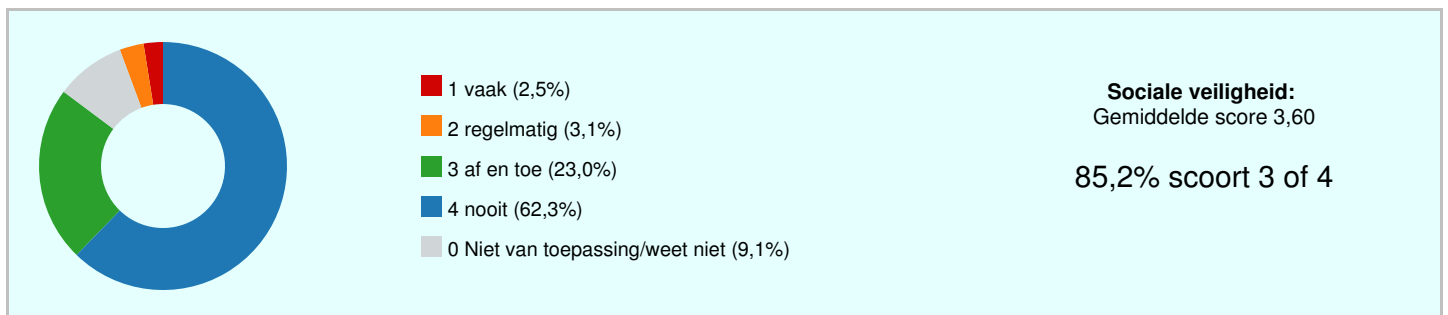 1 vaak (2,5%)
2 regelmatig (3,1%)
3 af en toe (23,0%)
4 nooit (62,3%)
0 Niet van toepassing/weet niet (9,1%)
Sociale veiligheid:
Gemiddelde score 3,60
85,2% scoort 3 of 4